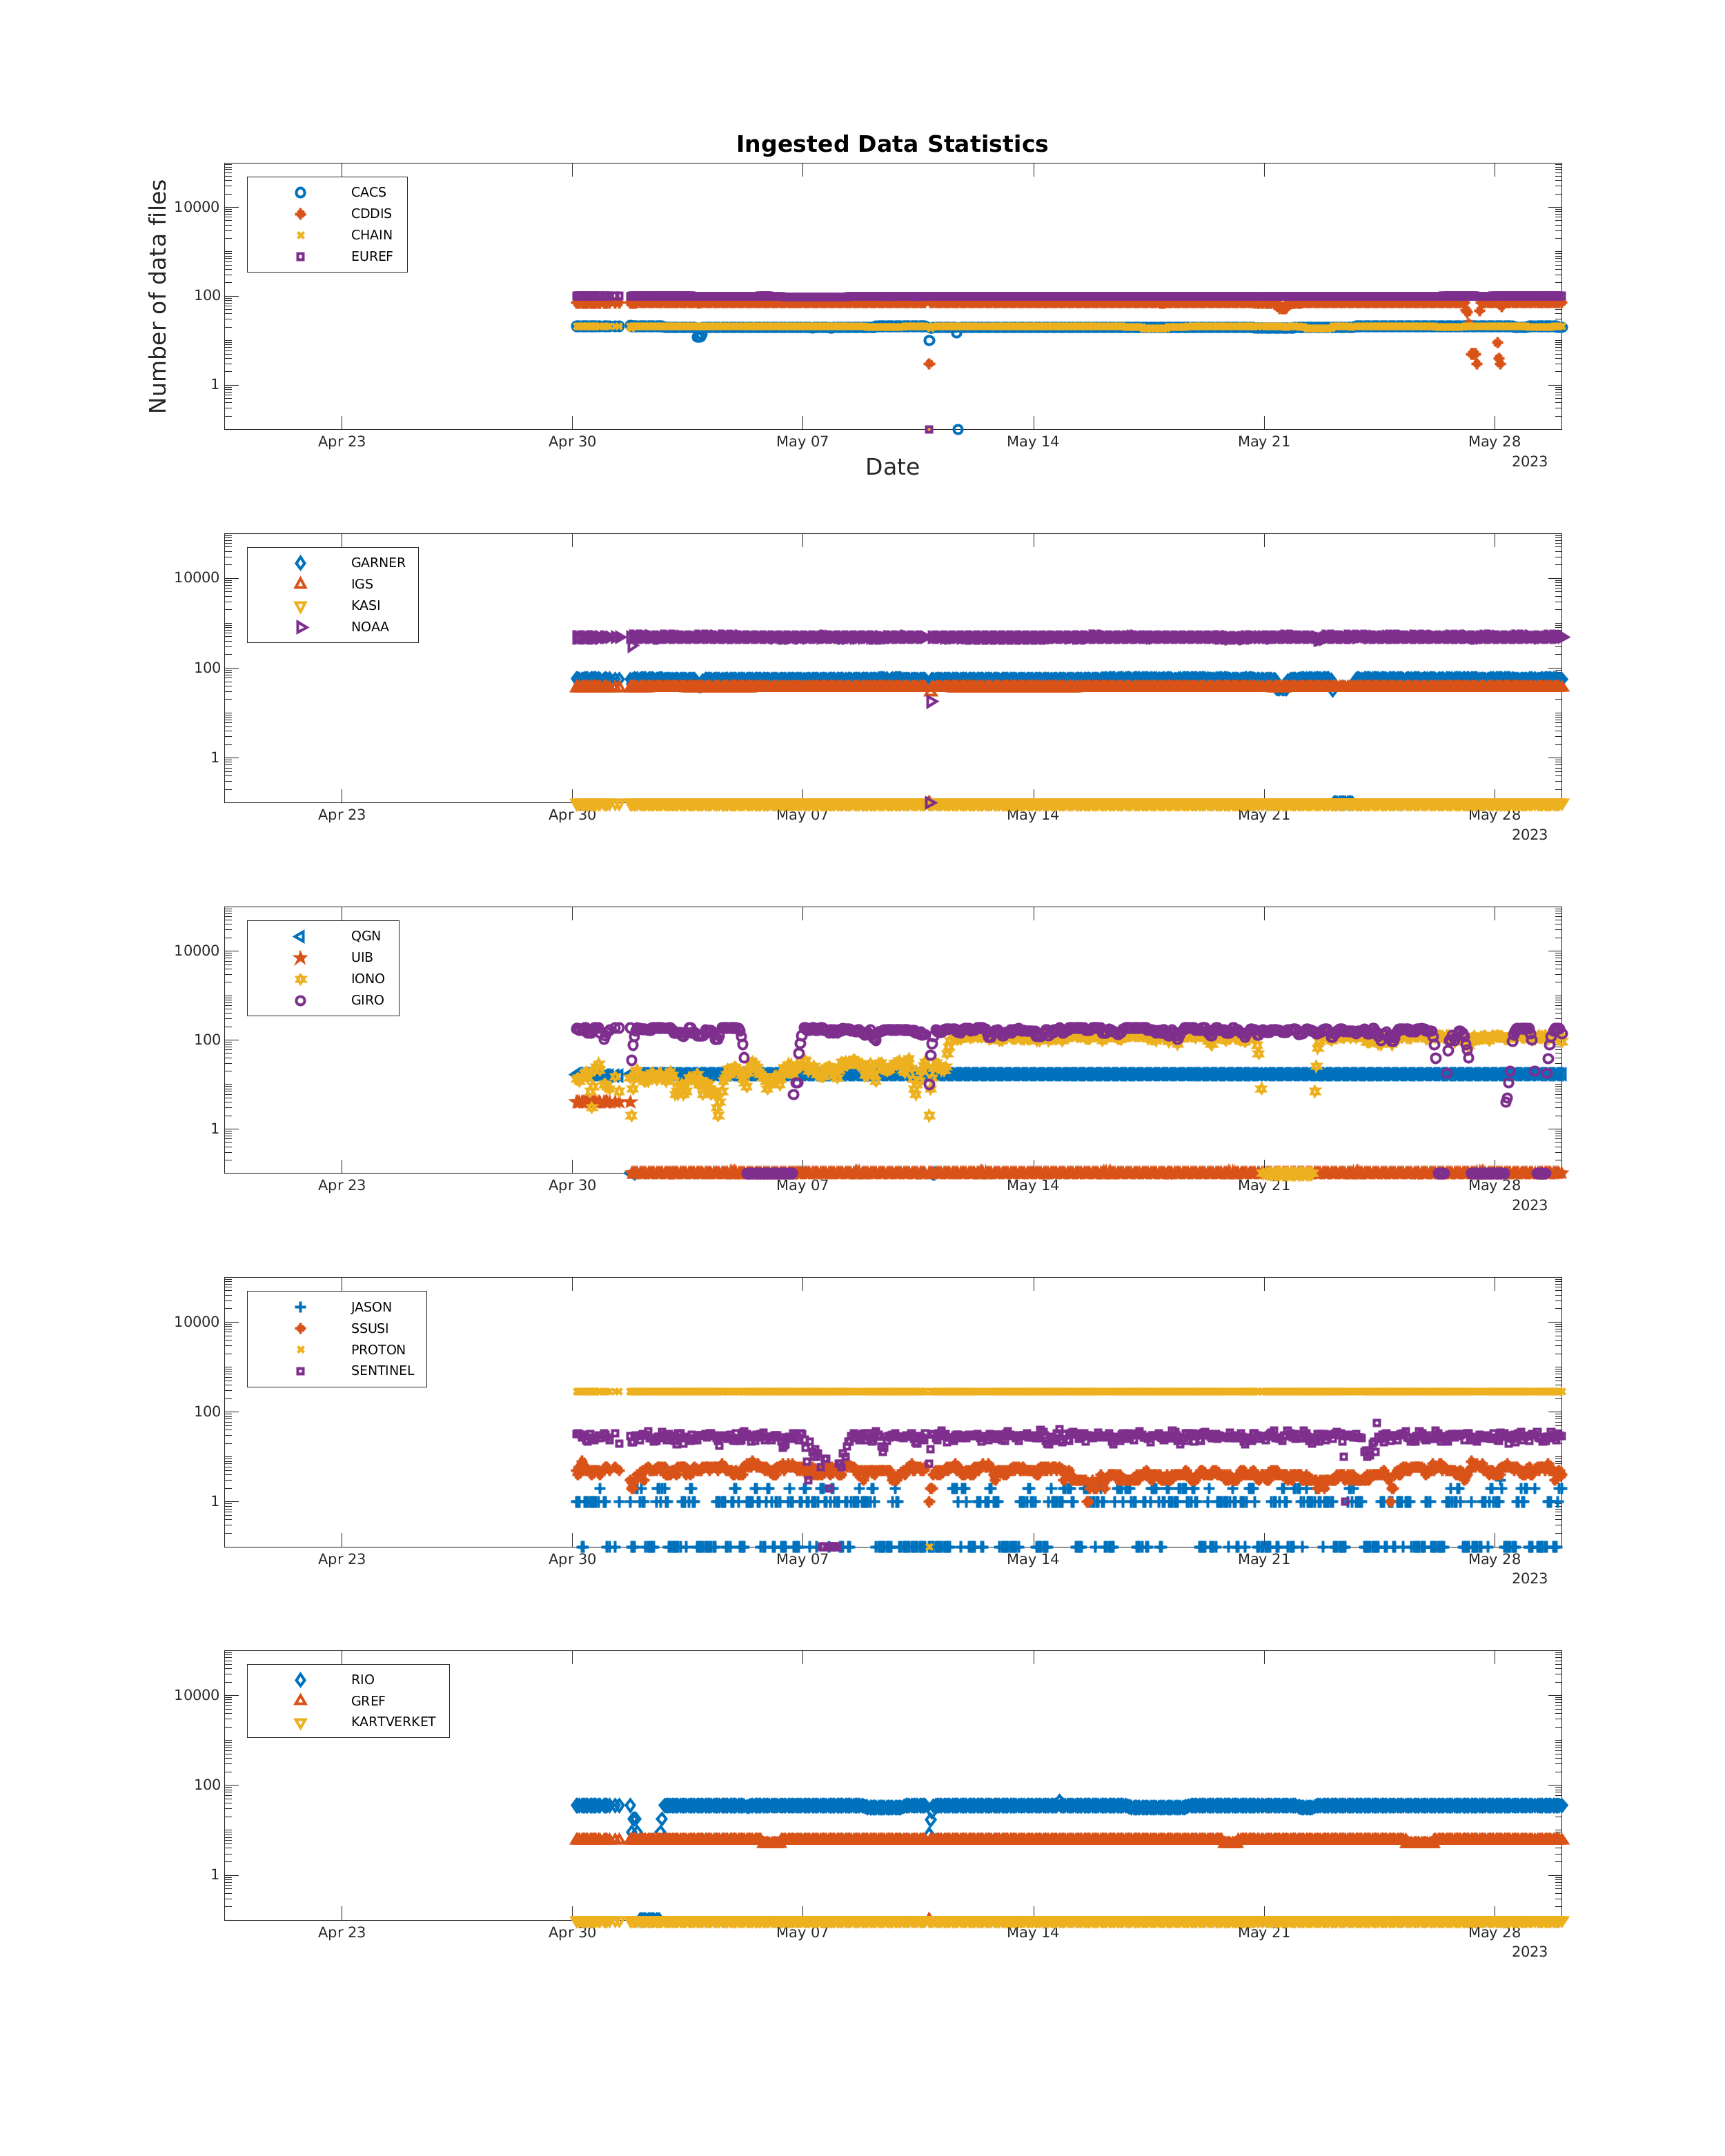 Ingested Data Statistics
Number of data files
10000
100
1
CACS
CDDIS
CHAIN
EUREF
Apr 23
Apr 30
May 07
May 14
May 21
May 28
2023
Date
10000
100
1
GARNER
IGS
KASI
NOAA
Apr 23
Apr 30
May 07
May 14
May 21
May 28
2023
10000
100
1
QGN
UIB
IONO
GIRO
Apr 23
Apr 30
May 07
May 14
May 21
May 28
2023
10000
100
1
JASON
SSUSI
PROTON
SENTINEL
Apr 23
Apr 30
May 07
May 14
May 21
May 28
2023
10000
100
1
RIO
GREF
KARTVERKET
Apr 23
Apr 30
May 07
May 14
May 21
May 28
2023